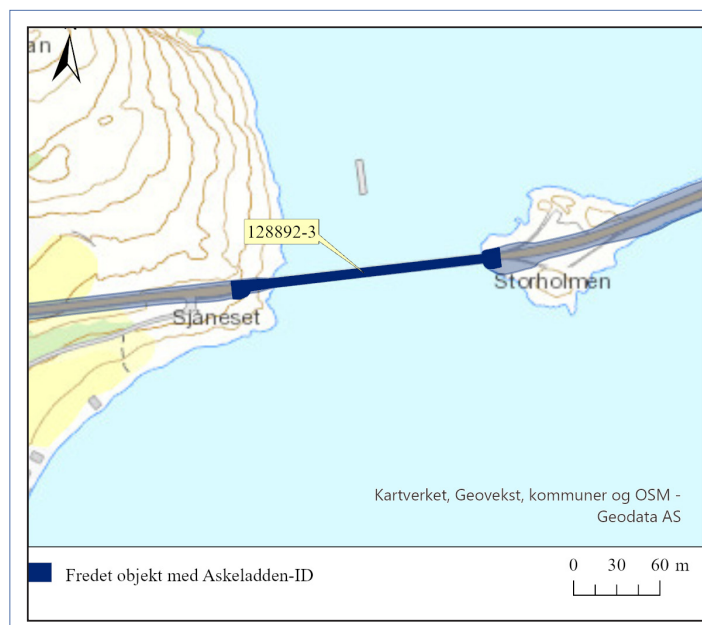 an
128892-3
Storholmen
Sjåneset
Kartverket, Geovekst, kommuner og OSM -
Geodata AS
Fredet objekt med Askeladden-ID
0 30 60 m